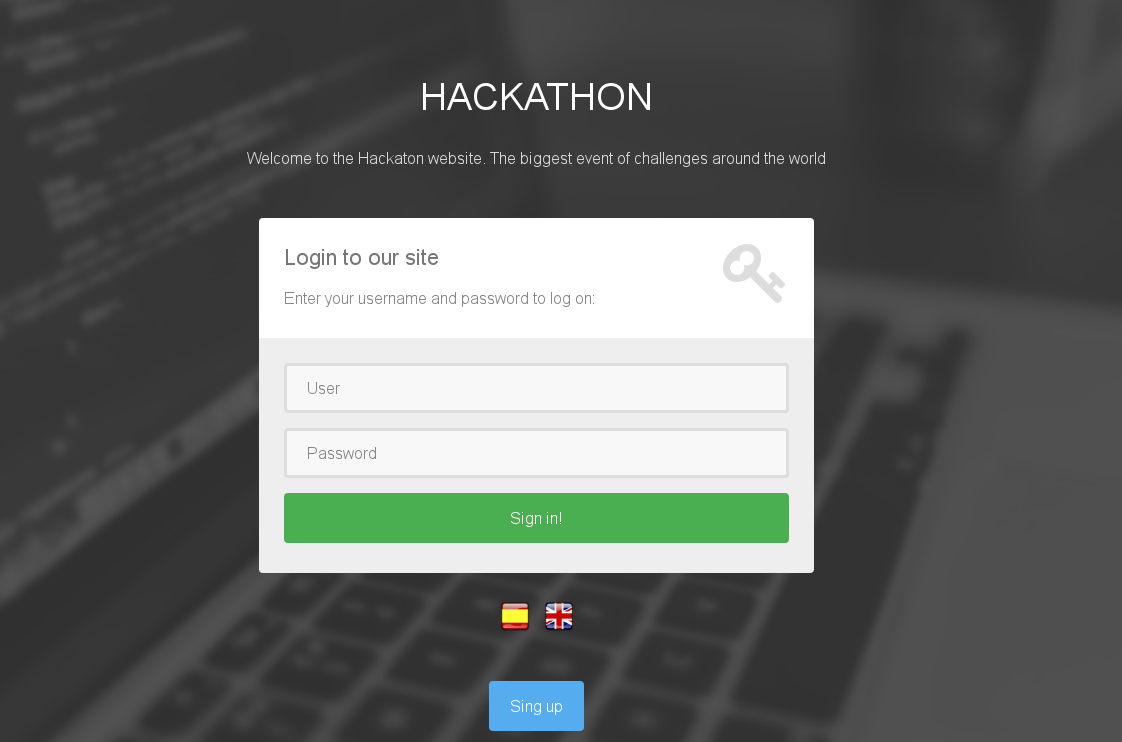 HACKATHON
Welcome to the Hackaton website. The biggest event of challenges around the world
Login to our site
Enter your username and password to log on:
User
Password
Sign in!
Sing up